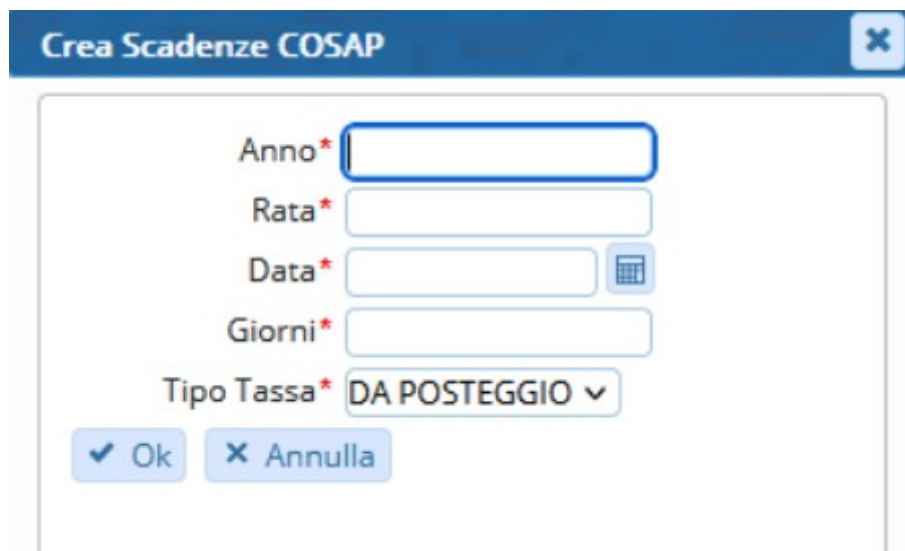 Crea Scadenze COSAP
Anno*
Rata*
Data*
Giorni*
Tipo Tassa* DA POSTEGGIO
Ok Annulla